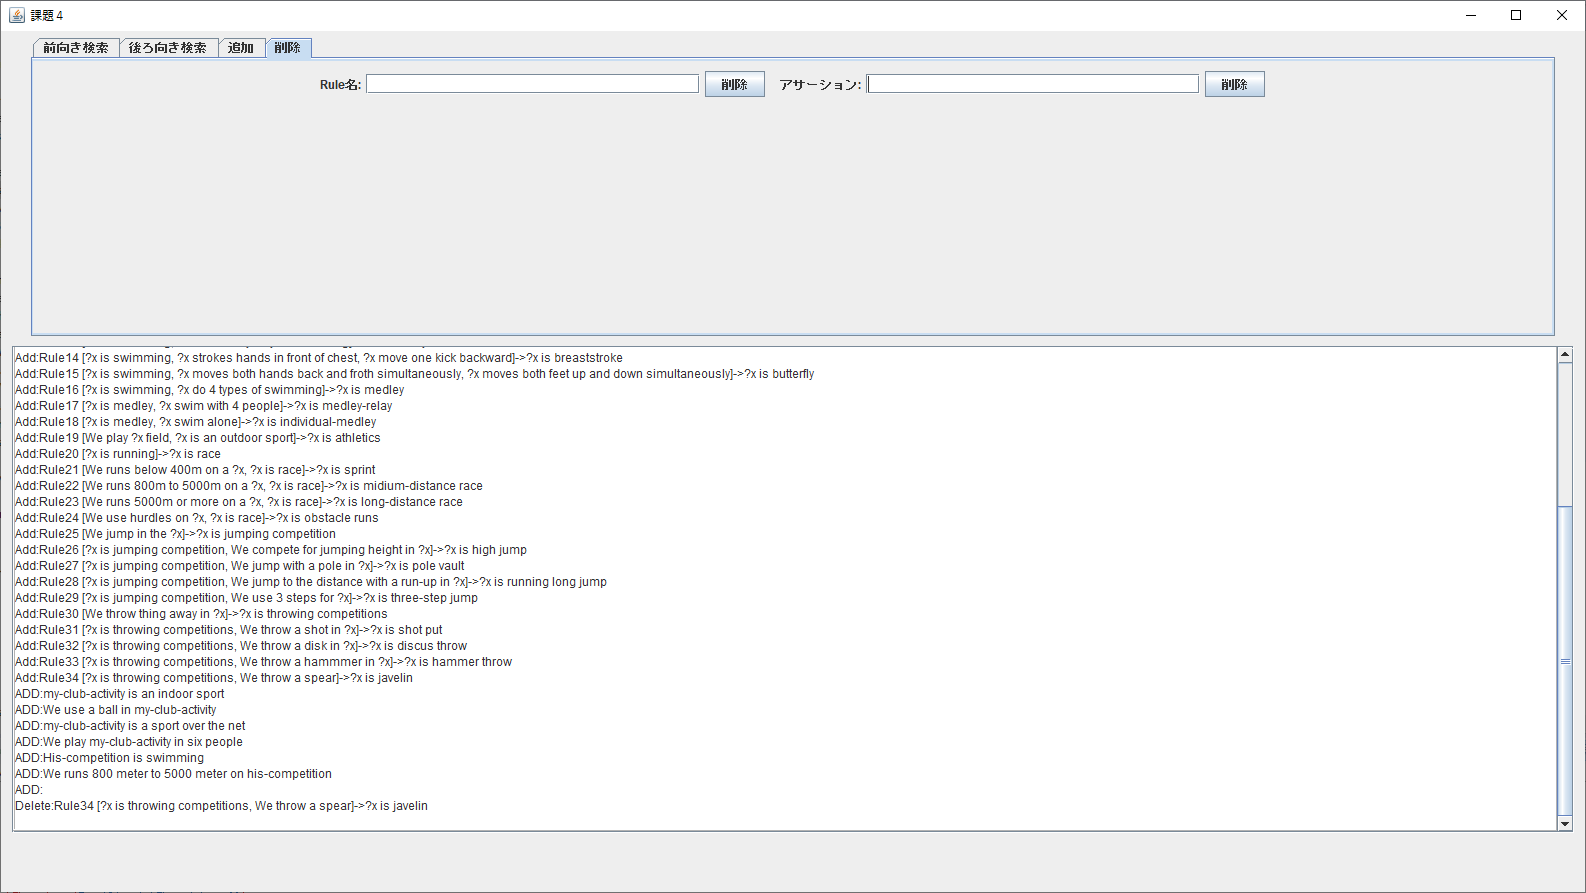 課題４
前向き検索 後ろ向き検索 追加 削除
Rule名: 削除 アサーション: 削除
Add:Rule14 [?x is swimming, ?x strokes hands in front of chest, ?x move one kick backward]->?x is breaststroke
Add:Rule15 [?x is swimming, ?x moves both hands back and froth simultaneously, ?x moves both feet up and down simultaneously]->?x is butterfly
Add:Rule16 [?x is swimming, ?x do 4 types of swimming]->?x is medley
Add:Rule17 [?x is medley, ?x swim with 4 people]->?x is medley-relay
Add:Rule18 [?x is medley, ?x swim alone]->?x is individual-medley
Add:Rule19 [We play ?x field, ?x is an outdoor sport]->?x is athletics
Add:Rule20 [?x is running]->?x is race
Add:Rule21 [We runs below 400m on a ?x, ?x is race]->?x is sprint
Add:Rule22 [We runs 800m to 5000m on a ?x, ?x is race]->?x is midium-distance race
Add:Rule23 [We runs 5000m or more on a ?x, ?x is race]->?x is long-distance race
Add:Rule24 [We use hurdles on ?x, ?x is race]->?x is obstacle runs
Add:Rule25 [We jump in the ?x]->?x is jumping competition
Add:Rule26 [?x is jumping competition, We compete for jumping height in ?x]->?x is high jump
Add:Rule27 [?x is jumping competition, We jump with a pole in ?x]->?x is pole vault
Add:Rule28 [?x is jumping competition, We jump to the distance with a run-up in ?x]->?x is running long jump
Add:Rule29 [?x is jumping competition, We use 3 steps for ?x]->?x is three-step jump
Add:Rule30 [We throw thing away in ?x]->?x is throwing competitions
Add:Rule31 [?x is throwing competitions, We throw a shot in ?x]->?x is shot put
Add:Rule32 [?x is throwing competitions, We throw a disk in ?x]->?x is discus throw
Add:Rule33 [?x is throwing competitions, We throw a hammmer in ?x]->?x is hammer throw
Add:Rule34 [?x is throwing competitions, We throw a spear]->?x is javelin
ADD:my-club-activity is an indoor sport
ADD:We use a ball in my-club-activity
ADD:my-club-activity is a sport over the net
ADD:We play my-club-activity in six people
ADD:His-competition is swimming
ADD:We runs 800 meter to 5000 meter on his-competition
ADD:
Delete:Rule34 [?x is throwing competitions, We throw a spear]->?x is javelin